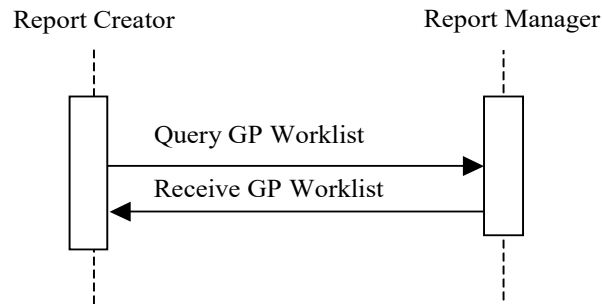 Report Creator
Report Manager
Query GP Worklist
Receive GP Worklist